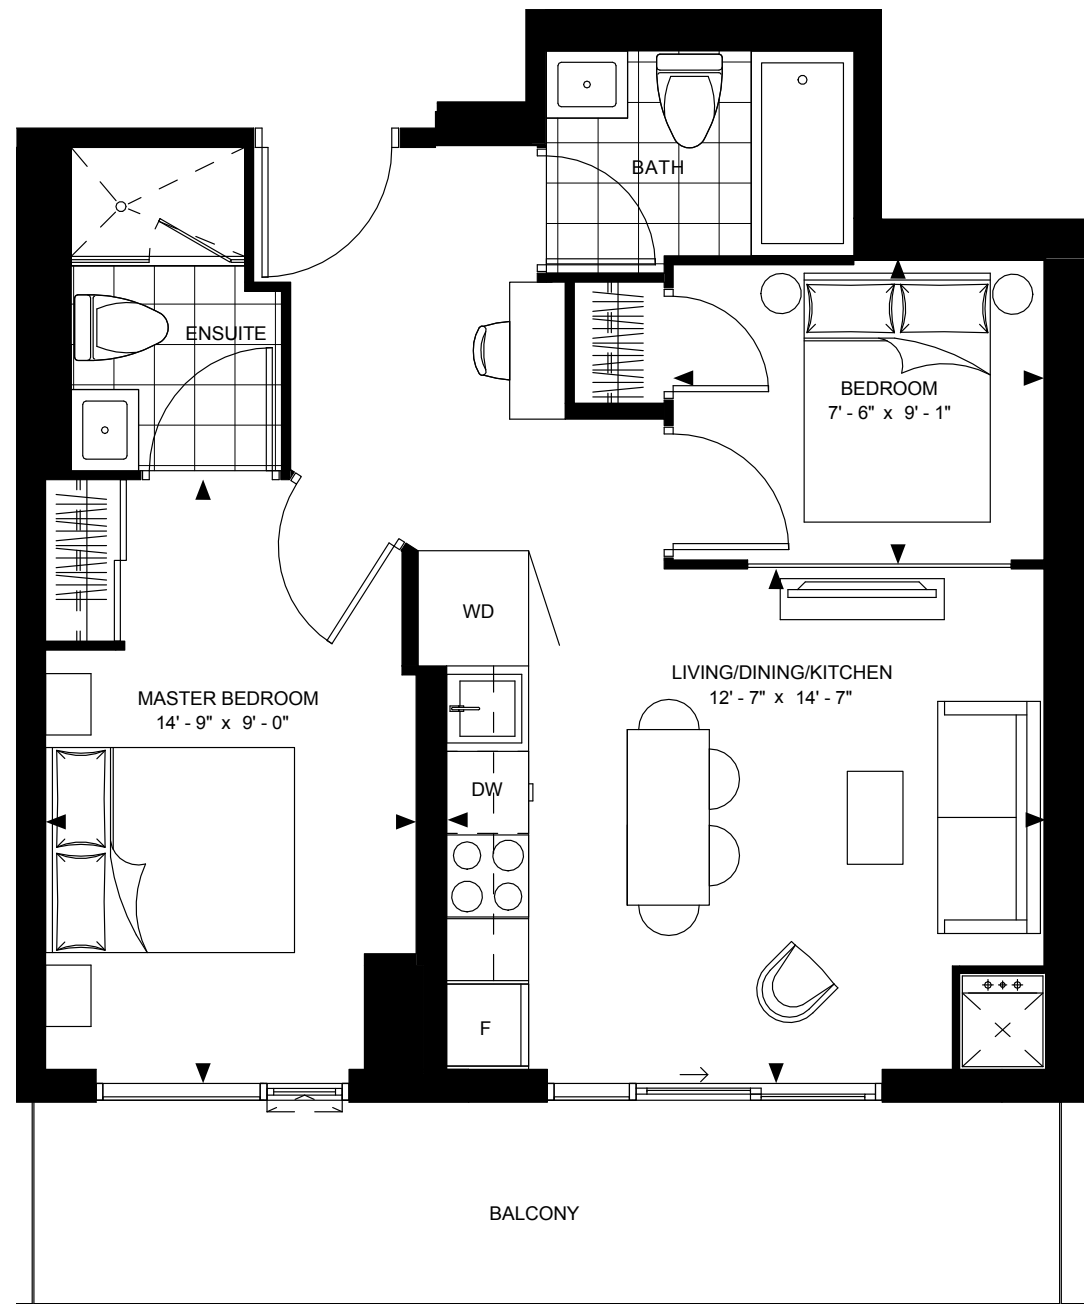 BATH
ENSUITE
BEDROOM
7' - 6" x 9' - 1"
WD
LIVING/DINING/KITCHEN
12' - 7" x 14' - 7"
MASTER BEDROOM
14' - 9" x 9' - 0"
DW
F
BALCONY